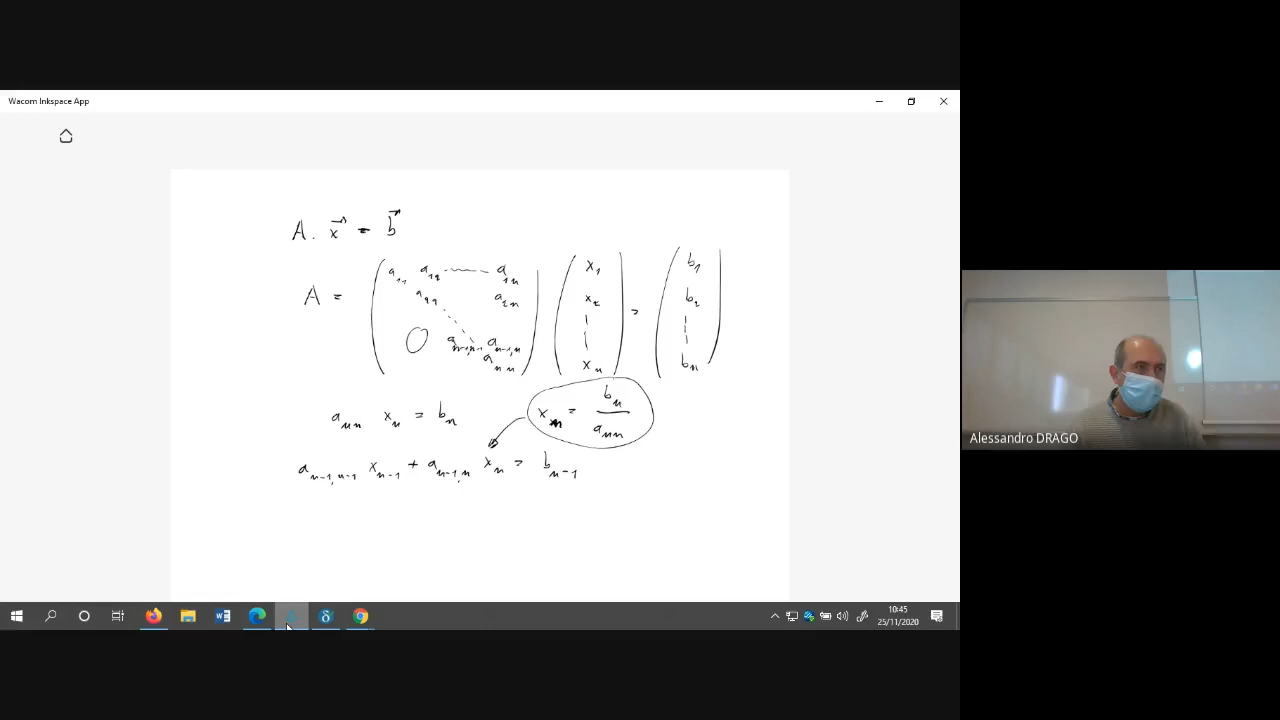 Wacom Inkspace App
A. x⃗ = b⃗
A = ( a₁₁ a₁₂ --- a₁ₙ ) ( x₁ ) = ( b₁ )
a₂₂ a₂ₙ x₂ b₂
0 aₙ₋₁,ₙ₋₁ aₙ₋₁,ₙ
aₙₙ xₙ bₙ
aₙₙ xₙ = bₙ xₙ = bₙ / aₙₙ
aₙ₋₁,ₙ₋₁ xₙ₋₁ + aₙ₋₁,ₙ xₙ = bₙ₋₁
Alessandro DRAGO
10:45
25/11/2020